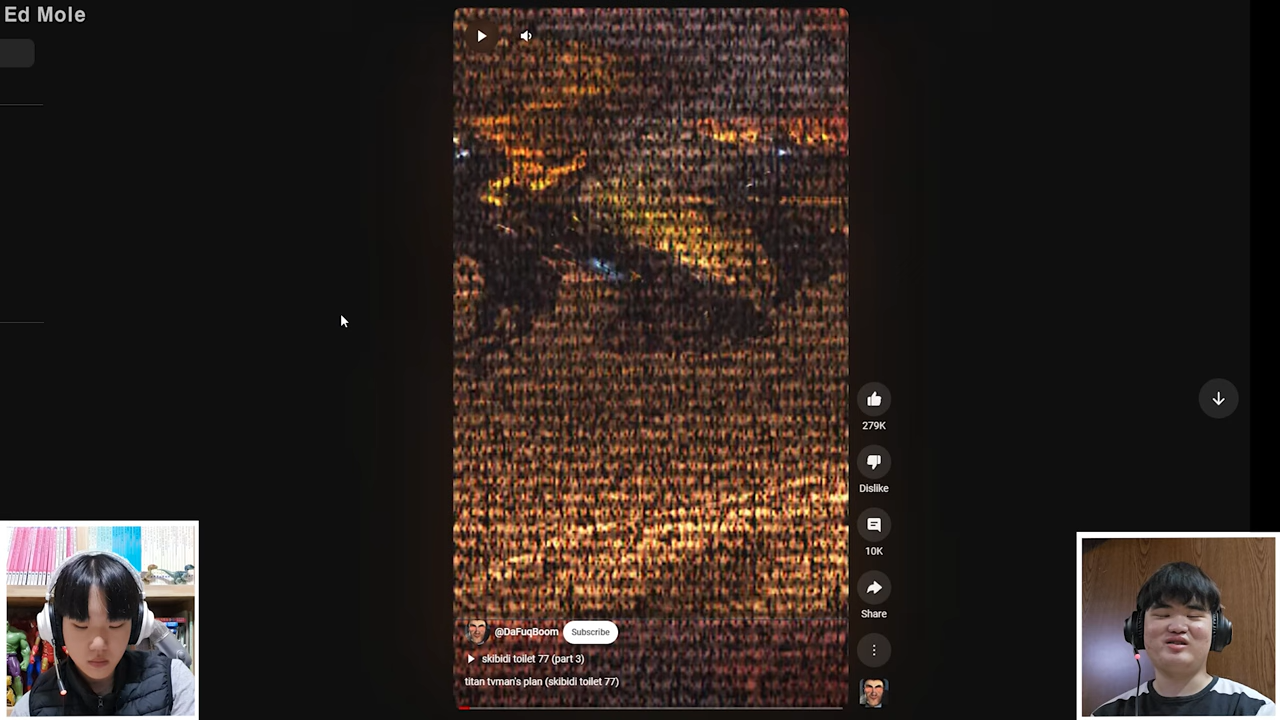 Ed Mole
279K
Dislike
10K
Share
@DaFuqBoom Subscribe
skibidi toilet 77 (part 3)
titan tvman's plan (skibidi toilet 77)